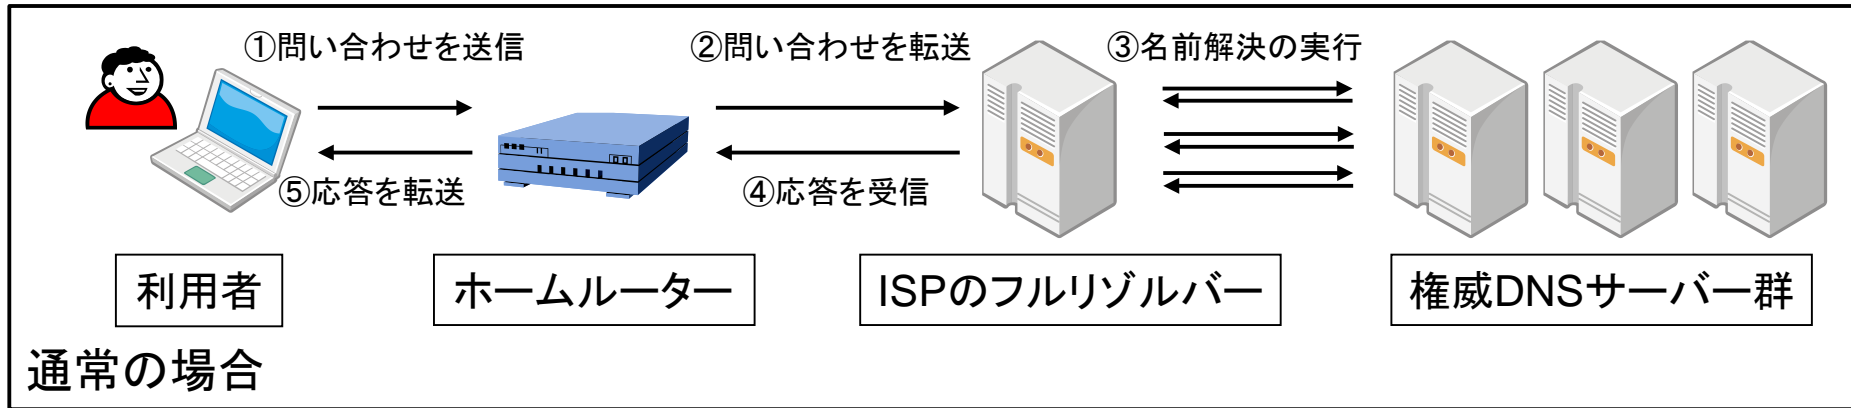 ①問い合わせを送信
②問い合わせを転送
③名前解決の実行
⑤応答を転送
④応答を受信
利用者
ホームルーター
ISPのフルリゾルバー
権威DNSサーバー群
通常の場合